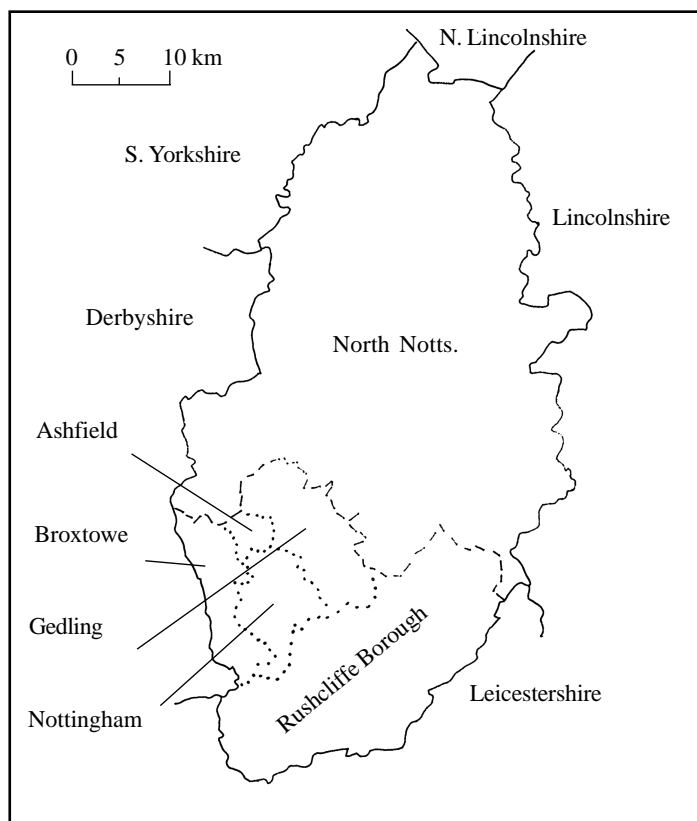 N. Lincolnshire
0 5 10 km
S. Yorkshire
Lincolnshire
Derbyshire
North Notts.
Ashfield
Broxtowe
Gedling
Rushcliffe Borough
Leicestershire
Nottingham